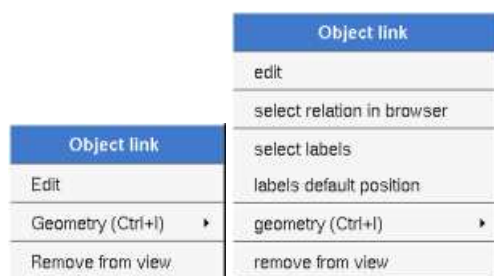 Object link
Edit
Geometry (Ctrl+I)
Remove from view
Object link
edit
select relation in browser
select labels
labels default position
geometry (Ctrl+I)
remove from view